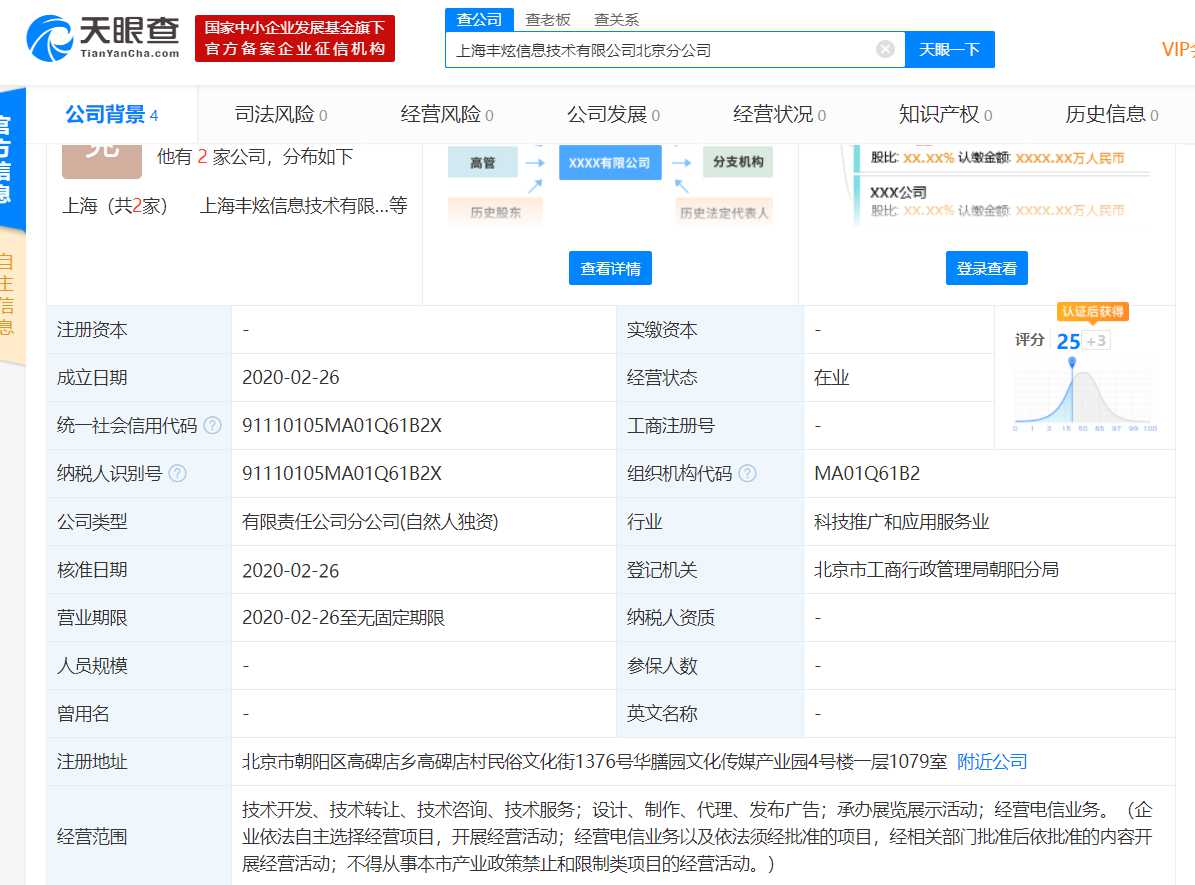 天眼查
TianYanCha.com
国家中小企业发展基金旗下
官方备案企业征信机构
查公司 查老板 查关系
上海丰炫信息技术有限公司北京分公司
天眼一下
VIP
公司背景 4 司法风险 0 经营风险 0 公司发展 0 经营状况 0 知识产权 0 历史信息 0
官方信息
自主信息
他有 2 家公司，分布如下
上海（共2家） 上海丰炫信息技术有限...等
高管 XXXX有限公司 分支机构
历史股东 历史法定代表人
查看详情
股比: XX.XX% 认缴金额: XXXX.XX万人民币
XXX公司
股比: XX.XX% 认缴金额: XXXX.XX万人民币
登录查看
注册资本 - 实缴资本 -
认证后获得
评分 25 +3
成立日期 2020-02-26 经营状态 在业
统一社会信用代码 ? 91110105MA01Q61B2X 工商注册号 -
纳税人识别号 ? 91110105MA01Q61B2X 组织机构代码 ? MA01Q61B2
公司类型 有限责任公司分公司(自然人独资) 行业 科技推广和应用服务业
核准日期 2020-02-26 登记机关 北京市工商行政管理局朝阳分局
营业期限 2020-02-26至无固定期限 纳税人资质 -
人员规模 - 参保人数 -
曾用名 - 英文名称 -
注册地址 北京市朝阳区高碑店乡高碑店村民俗文化街1376号华膳园文化传媒产业园4号楼一层1079室 附近公司
经营范围
技术开发、技术转让、技术咨询、技术服务；设计、制作、代理、发布广告；承办展览展示活动；经营电信业务。（企
业依法自主选择经营项目，开展经营活动；经营电信业务以及依法须经批准的项目，经相关部门批准后依批准的内容开
展经营活动；不得从事本市产业政策禁止和限制类项目的经营活动。）